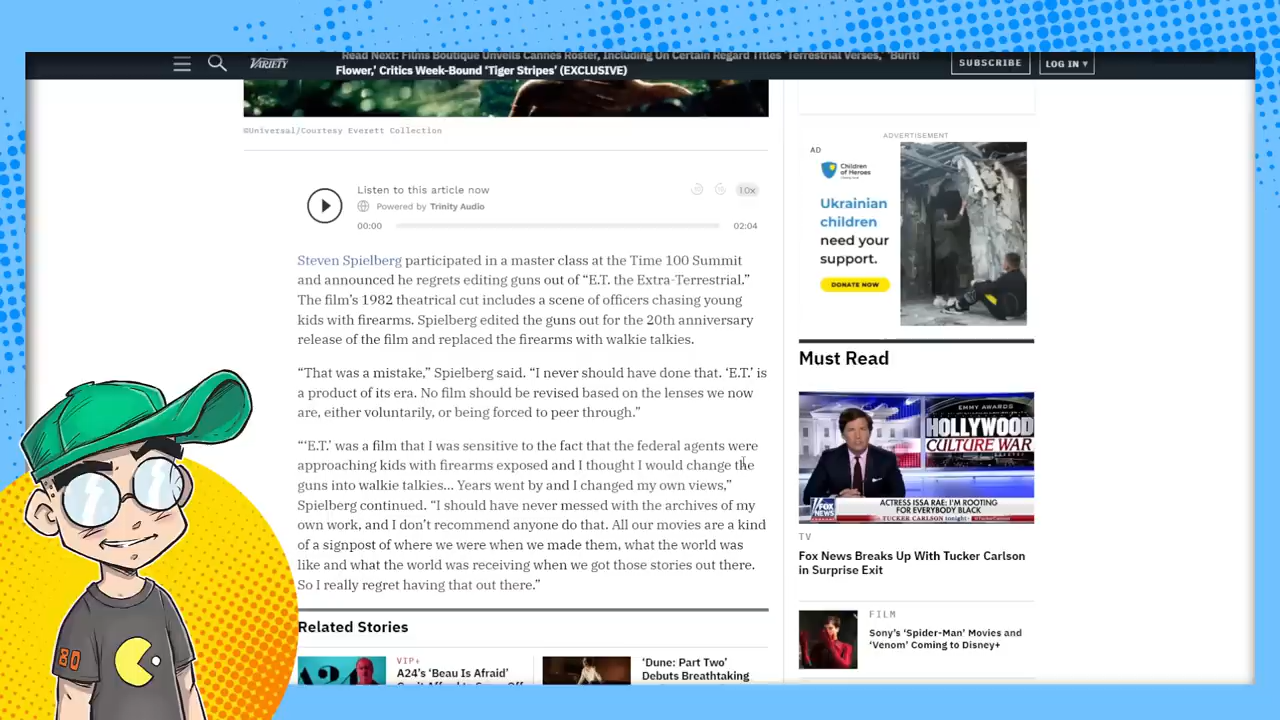 Read Next: Films Boutique Unveils Cannes Roster, Including Un Certain Regard Titles 'Terrestrial Verses,' 'Buriti
Flower,' Critics Week-Bound 'Tiger Stripes' (EXCLUSIVE)
VARIETY
SUBSCRIBE
LOG IN ▾
©Universal/Courtesy Everett Collection
Listen to this article now
1.0x
Powered by Trinity Audio
00:00
02:04
Steven Spielberg participated in a master class at the Time 100 Summit
and announced he regrets editing guns out of “E.T. the Extra-Terrestrial.”
The film’s 1982 theatrical cut includes a scene of officers chasing young
kids with firearms. Spielberg edited the guns out for the 20th anniversary
release of the film and replaced the firearms with walkie talkies.
“That was a mistake,” Spielberg said. “I never should have done that. ‘E.T.’ is
a product of its era. No film should be revised based on the lenses we now
are, either voluntarily, or being forced to peer through.”
“‘E.T.’ was a film that I was sensitive to the fact that the federal agents were
approaching kids with firearms exposed and I thought I would change the
guns into walkie talkies… Years went by and I changed my own views,”
Spielberg continued. “I should have never messed with the archives of my
own work, and I don’t recommend anyone do that. All our movies are a kind
of a signpost of where we were when we made them, what the world was
like and what the world was receiving when we got those stories out there.
So I really regret having that out there.”
Related Stories
VIP+
A24’s ‘Beau Is Afraid’
‘Dune: Part Two’
Debuts Breathtaking
ADVERTISEMENT
AD
Children
of Heroes
Ukrainian
children
need your
support.
DONATE NOW
Must Read
EMMY AWARDS
HOLLYWOOD
CULTURE WAR
FOX
NEWS
ACTRESS ISSA RAE: I'M ROOTING
FOR EVERYBODY BLACK
TUCKER CARLSON tonight
TV
Fox News Breaks Up With Tucker Carlson
in Surprise Exit
FILM
Sony’s ‘Spider-Man’ Movies and
‘Venom’ Coming to Disney+
80